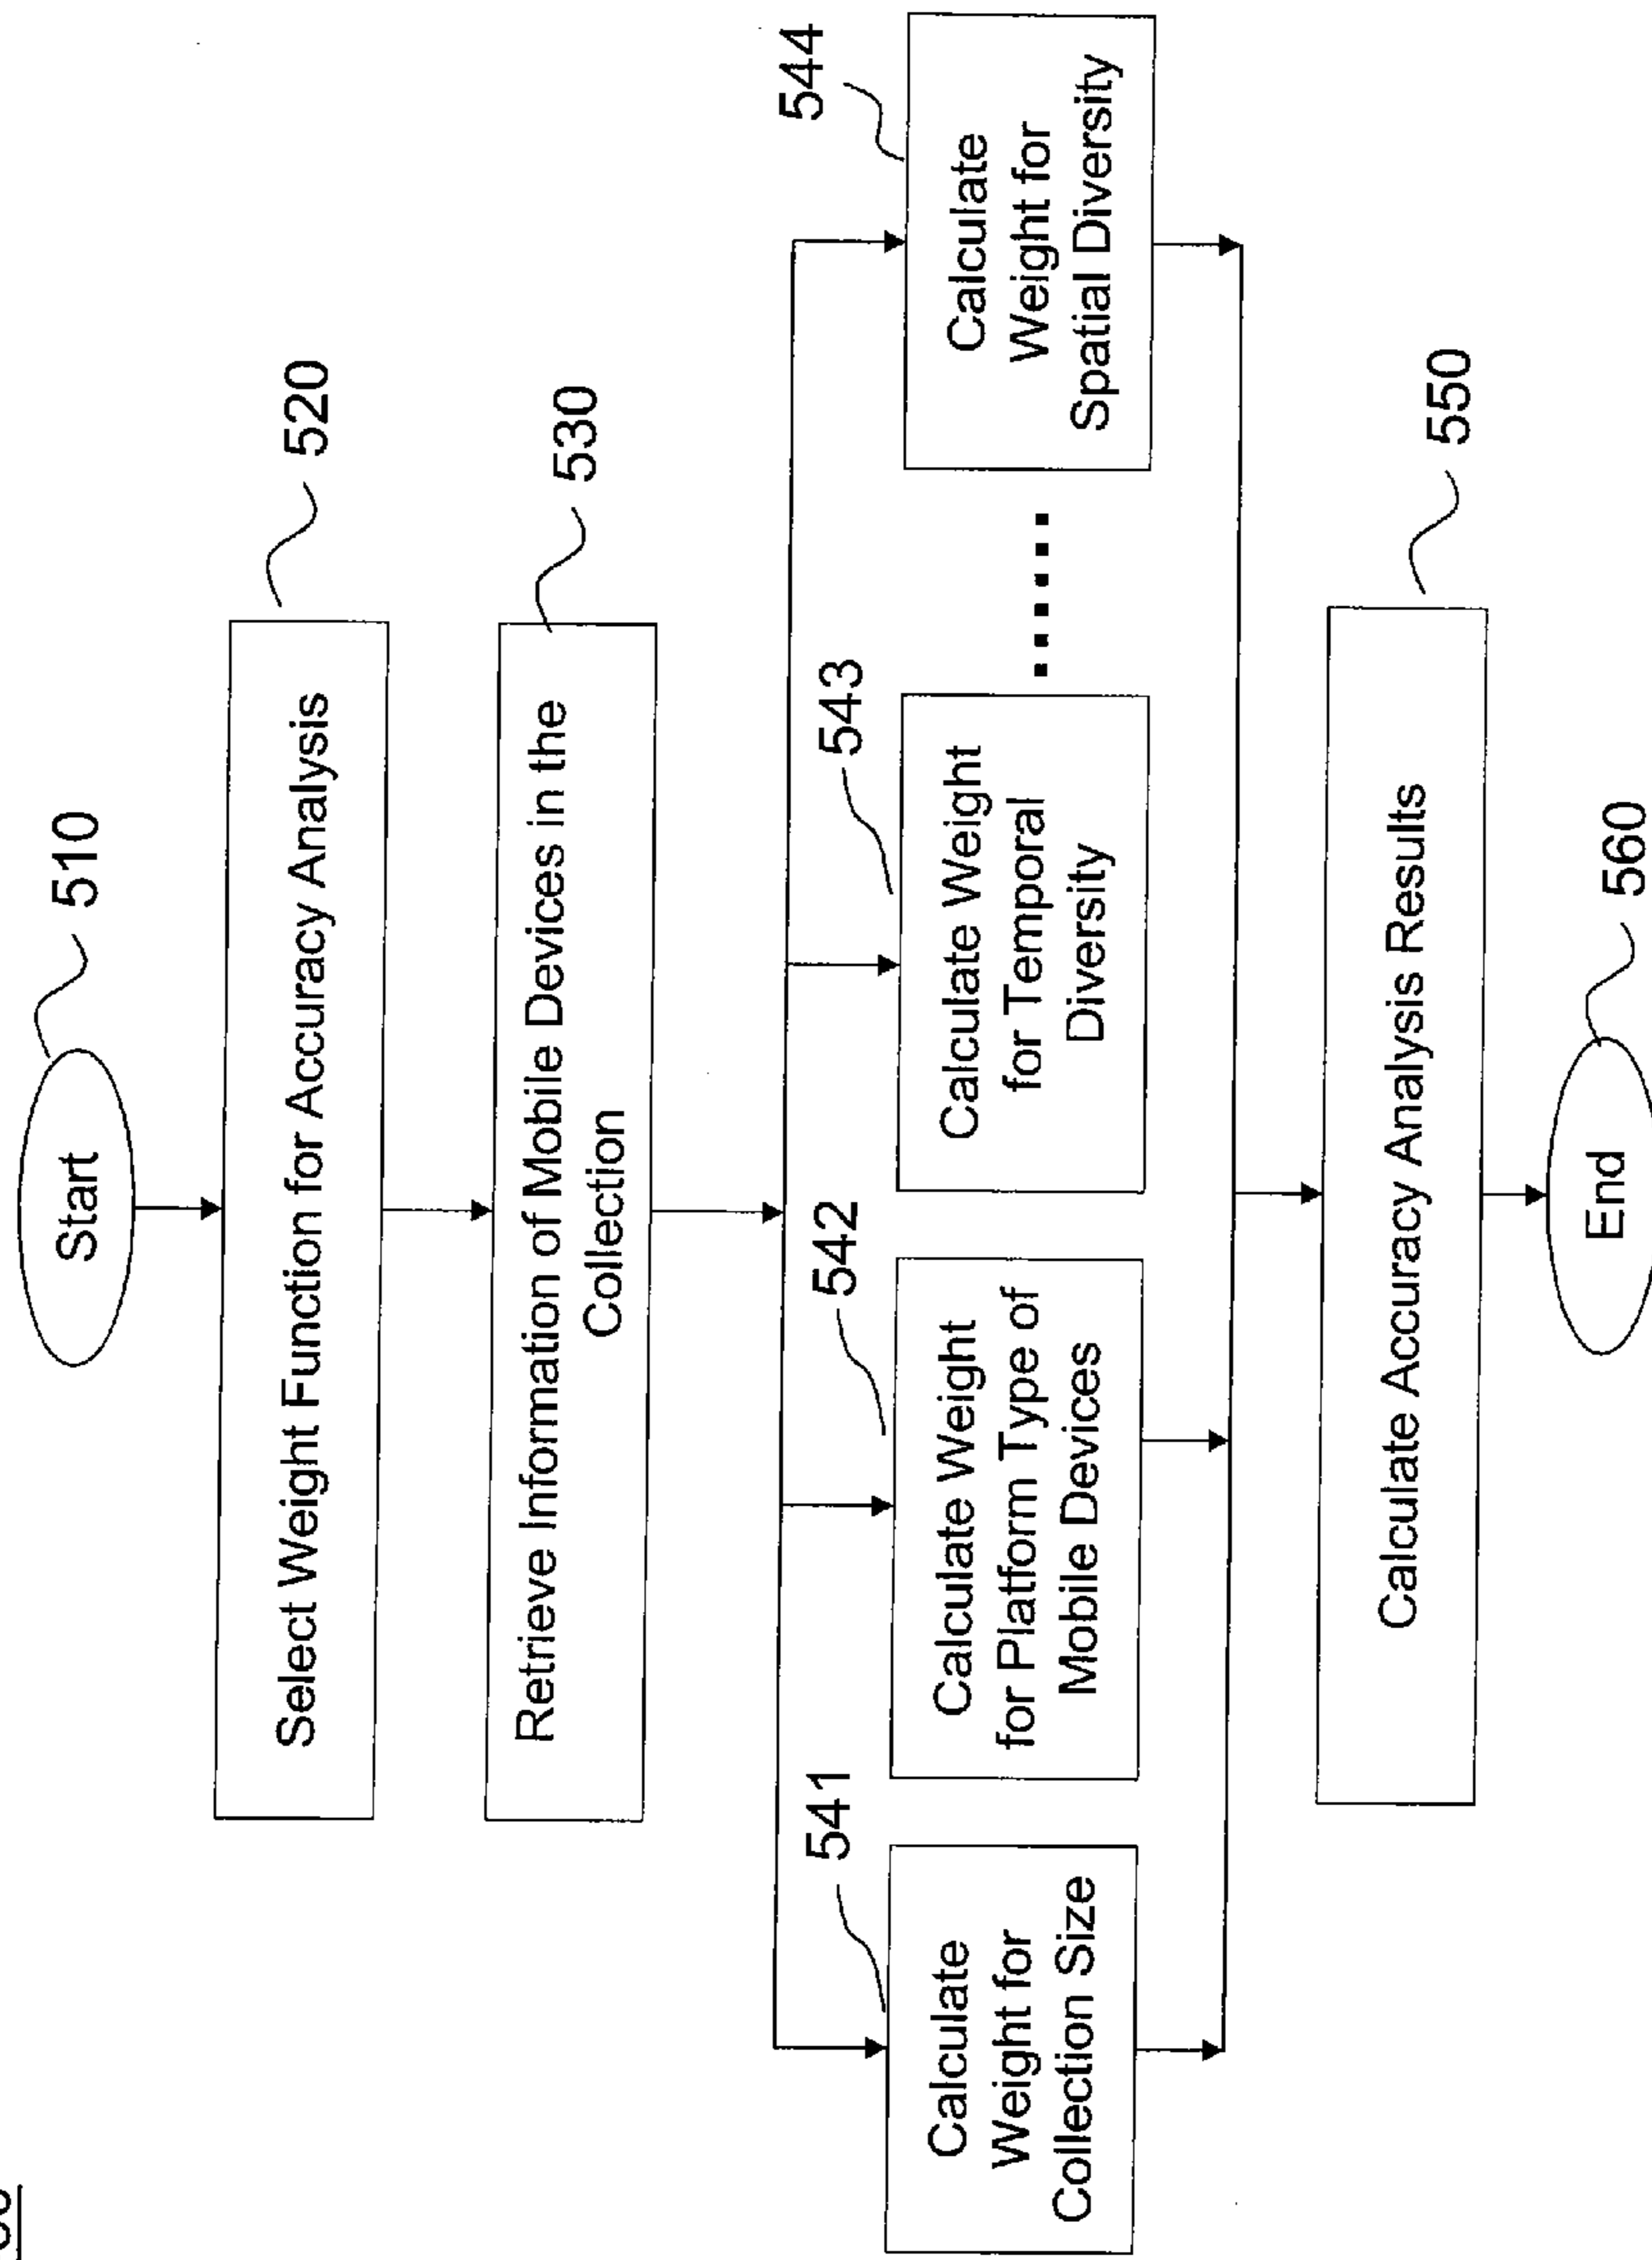 Start
510
Select Weight Function for Accuracy Analysis
520
Retrieve Information of Mobile Devices in the
Collection
530
541
Calculate
Weight for
Collection Size
542
Calculate Weight
for Platform Type of
Mobile Devices
543
Calculate Weight
for Temporal
Diversity
......
544
Calculate
Weight for
Spatial Diversity
Calculate Accuracy Analysis Results
550
End
560